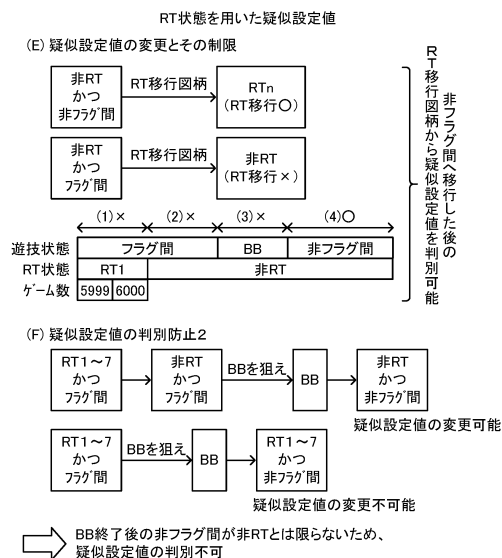 RT状態を用いた疑似設定値
(E) 疑似設定値の変更とその制限
非RT
かつ
非フラグ間
RT移行図柄
RTn
(RT移行○)
非RT
かつ
フラグ間
RT移行図柄
非RT
(RT移行×)
(1)× (2)× (3)× (4)○
遊技状態 フラグ間 BB 非フラグ間
RT状態 RT1 非RT
ゲーム数 5999 6000
非フラグ間へ移行した後の
RT移行図柄から疑似設定値を判別可能
(F) 疑似設定値の判別防止2
RT1~7
かつ
フラグ間
非RT
かつ
フラグ間
BBを狙え
BB
非RT
かつ
非フラグ間
疑似設定値の変更可能
RT1~7
かつ
フラグ間
BBを狙え
BB
RT1~7
かつ
非フラグ間
疑似設定値の変更不可能
BB終了後の非フラグ間が非RTとは限らないため、
疑似設定値の判別不可